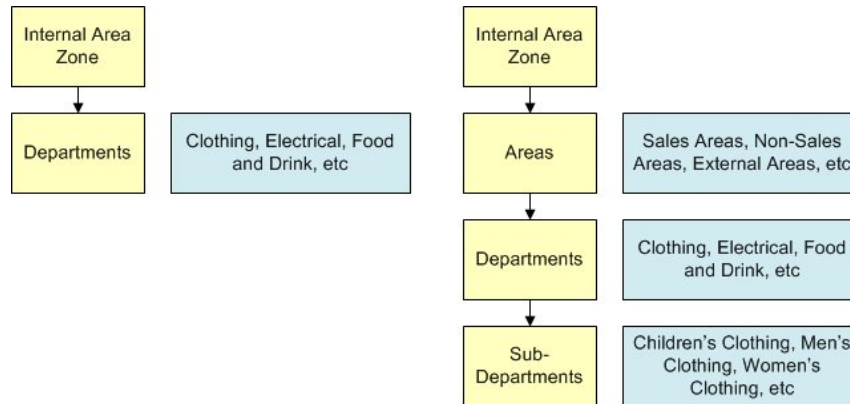 Internal Area
Zone
Departments
Clothing, Electrical, Food
and Drink, etc
Internal Area
Zone
Areas
Sales Areas, Non-Sales
Areas, External Areas, etc
Departments
Clothing, Electrical, Food
and Drink, etc
Sub-
Departments
Children's Clothing, Men's
Clothing, Women's
Clothing, etc